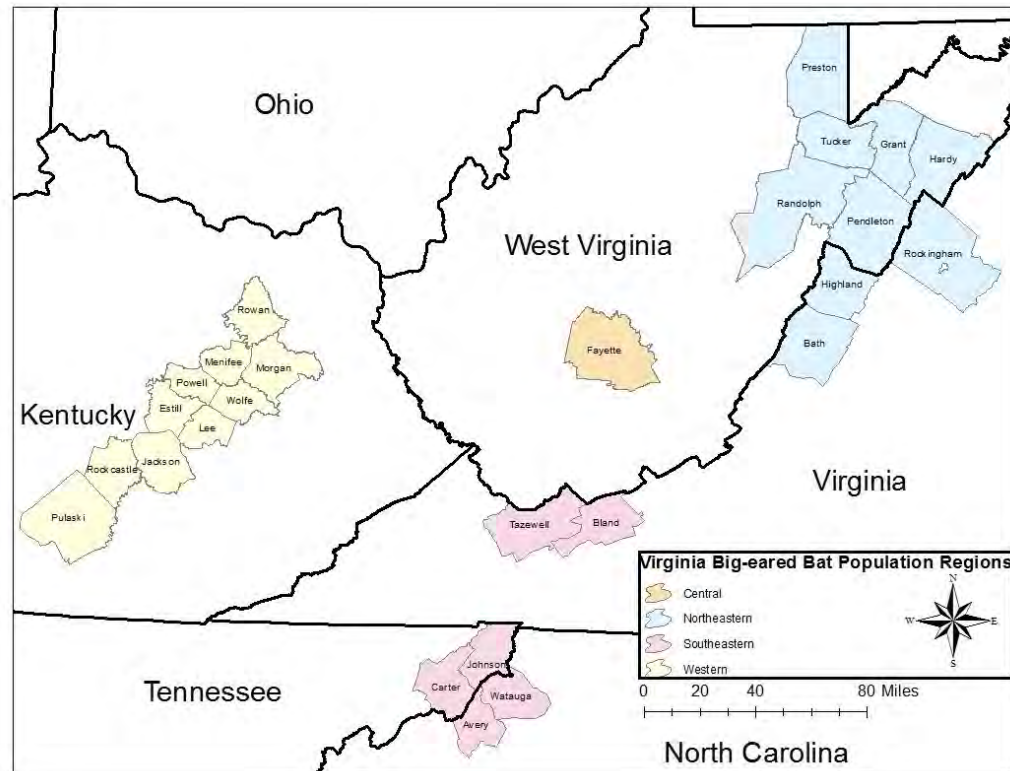 Ohio
West Virginia
Kentucky
Virginia
Tennessee
North Carolina
Preston
Tucker
Grant
Hardy
Randolph
Pendleton
Rockingham
Highland
Bath
Fayette
Rowan
Menifee
Morgan
Powell
Wolfe
Estill
Lee
Rockcastle
Jackson
Pulaski
Tazewell
Bland
Johnson
Carter
Watauga
Avery
Virginia Big-eared Bat Population Regions
Central
Northeastern
Southeastern
Western
N
W
E
S
0 20 40 80 Miles